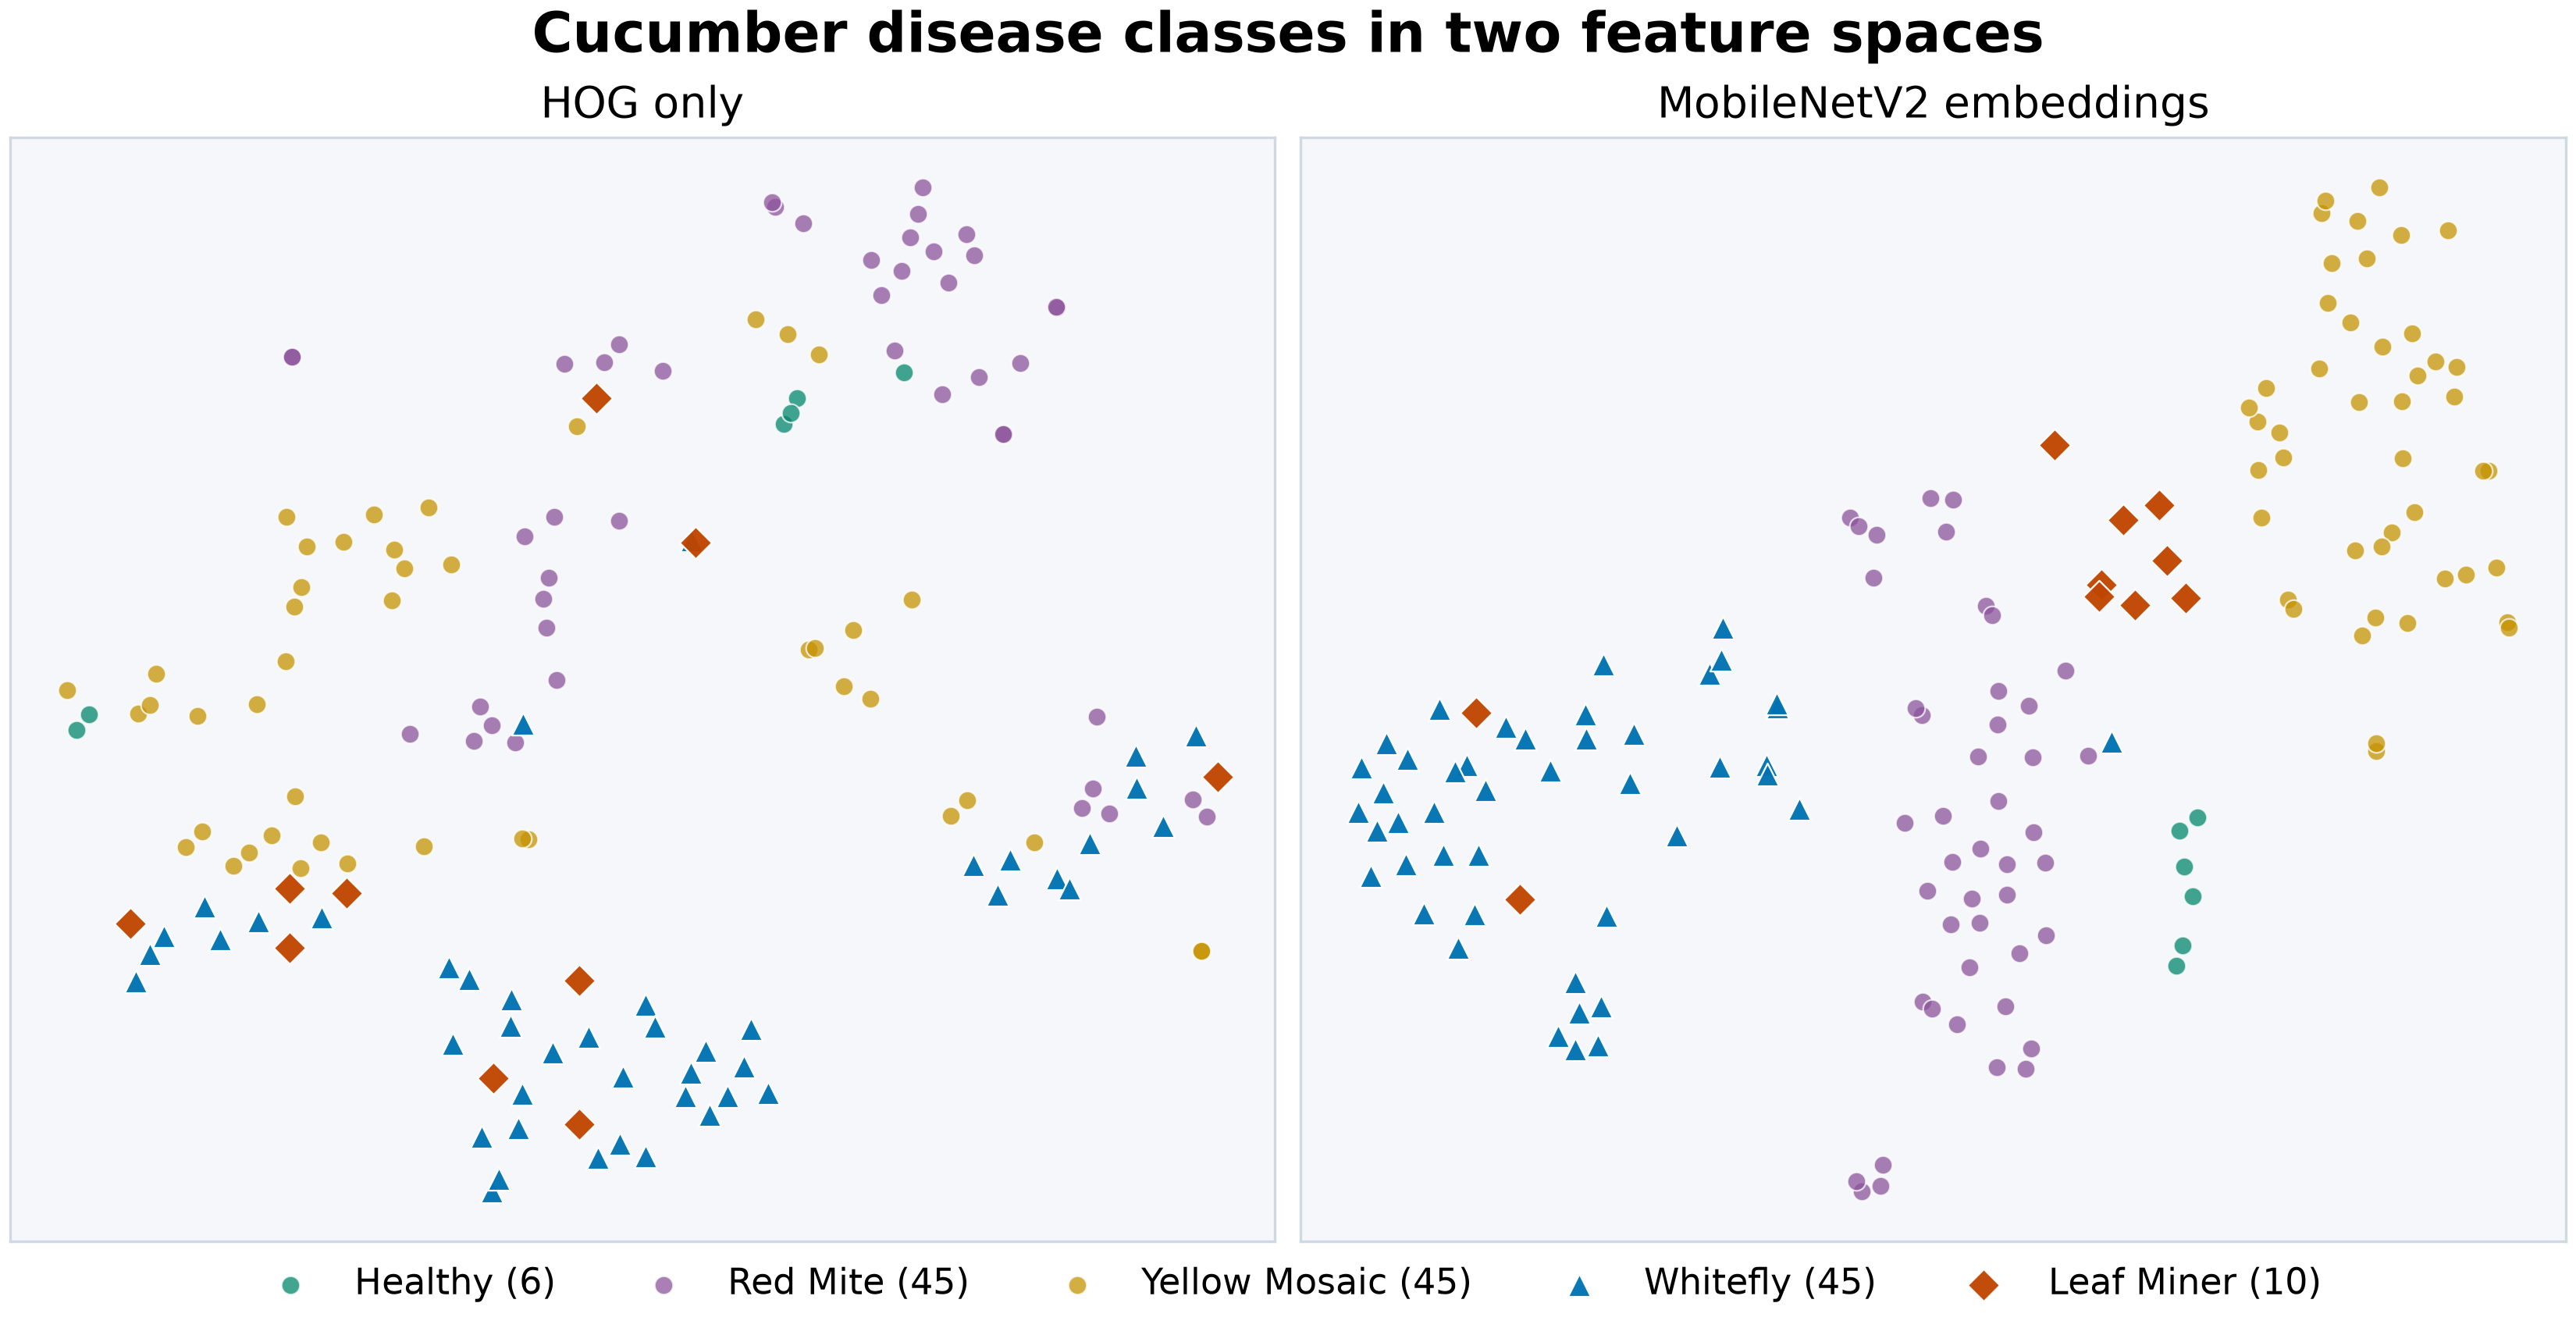 Cucumber disease classes in two feature spaces
HOG only
MobileNetV2 embeddings
Healthy (6)
Red Mite (45)
Yellow Mosaic (45)
Whitefly (45)
Leaf Miner (10)